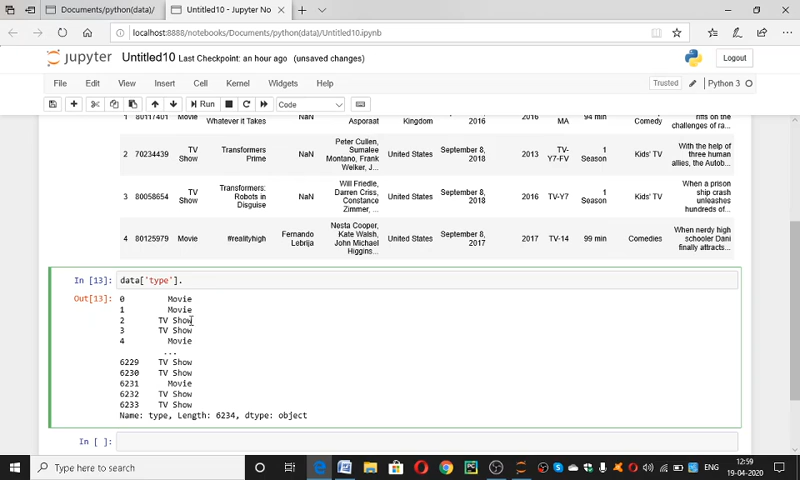 Documents/python(data)/
Untitled10 - Jupyter No
localhost:8888/notebooks/Documents/python(data)/Untitled10.ipynb
jupyter Untitled10 Last Checkpoint: an hour ago (unsaved changes)
Logout
File Edit View Insert Cell Kernel Widgets Help
Trusted
Python 3
Run
Code
1 80117401 Movie Whatever it Takes NaN Asporaat Kingdom 2016 2016 MA 94 min Comedy riffs on the challenges of ra...
2 70234439 TV Show Transformers Prime NaN Peter Cullen, Sumalee Montano, Frank Welker, J... United States September 8, 2018 2013 TV-Y7-FV 1 Season Kids' TV With the help of three human allies, the Autob...
3 80058654 TV Show Transformers: Robots in Disguise NaN Will Friedle, Darren Criss, Constance Zimmer, ... United States September 8, 2018 2016 TV-Y7 1 Season Kids' TV When a prison ship crash unleashes hundreds of...
4 80125979 Movie #realityhigh Fernando Lebrija Nesta Cooper, Kate Walsh, John Michael Higgins... United States September 8, 2017 2017 TV-14 99 min Comedies When nerdy high schooler Dani finally attracts...
In [13]: data['type'].
Out[13]: 0 Movie
1 Movie
2 TV Show
3 TV Show
4 Movie
...
6229 TV Show
6230 TV Show
6231 Movie
6232 TV Show
6233 TV Show
Name: type, Length: 6234, dtype: object
In [ ]:
Type here to search
ENG
12:59
19-04-2020